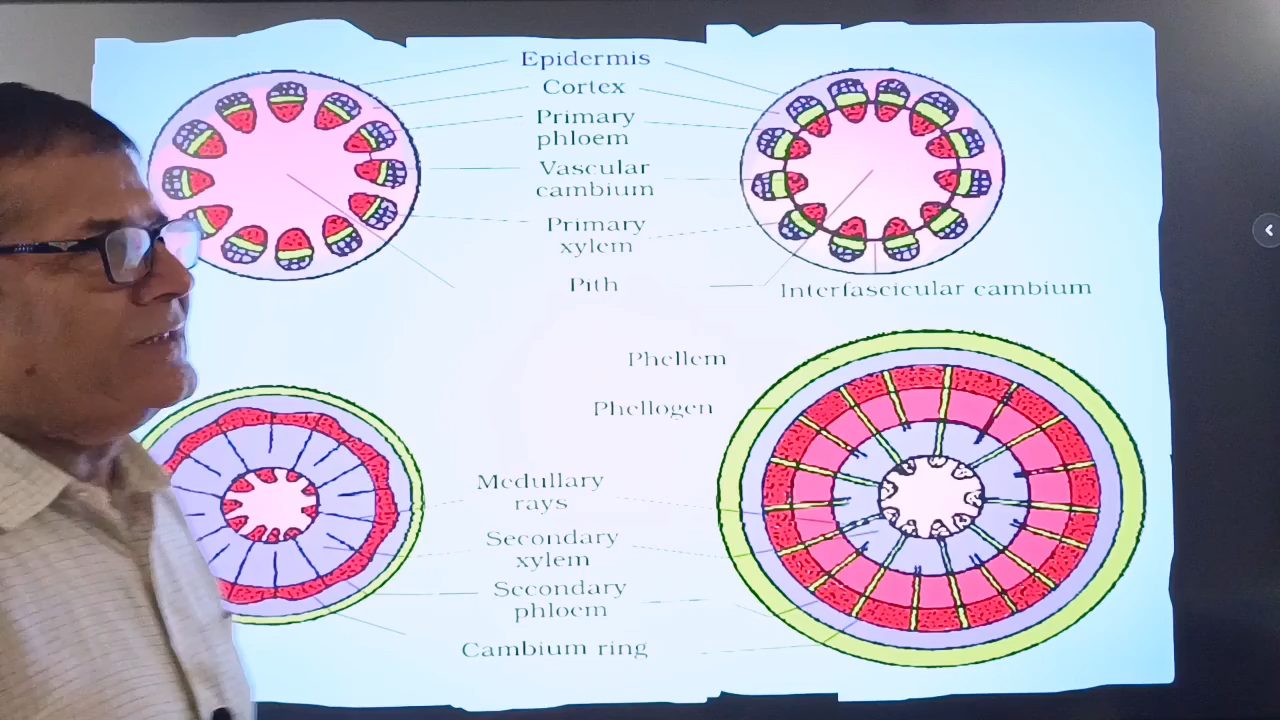 Epidermis
Cortex
Primary
phloem
Vascular
cambium
Primary
xylem
Pith
Interfascicular cambium
Phellem
Phellogen
Medullary
rays
Secondary
xylem
Secondary
phloem
Cambium ring